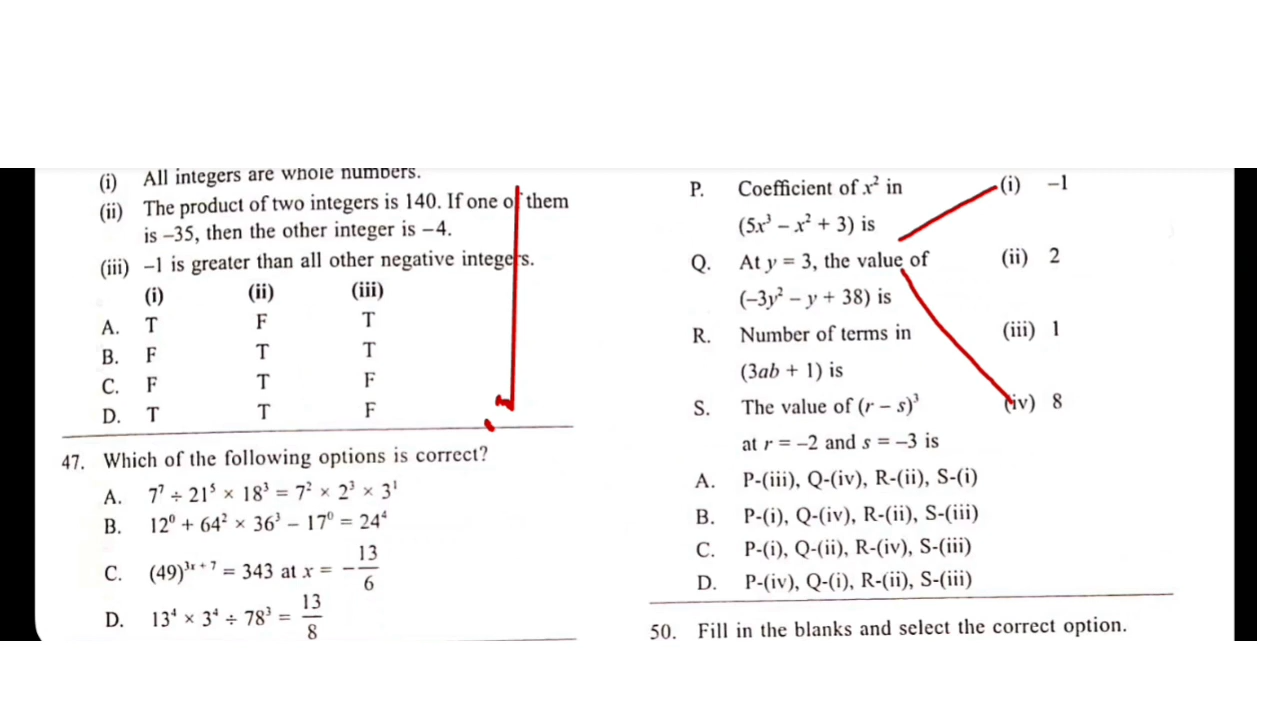 (i) All integers are whole numbers.
(ii) The product of two integers is 140. If one of them
is –35, then the other integer is –4.
(iii) –1 is greater than all other negative integers.
(i) (ii) (iii)
A. T F T
B. F T T
C. F T F
D. T T F
47. Which of the following options is correct?
A. 7⁷ ÷ 21⁵ × 18³ = 7² × 2³ × 3¹
B. 12⁰ + 64² × 36³ – 17⁰ = 24⁴
C. (49)³ˣ⁺⁷ = 343 at x = –13/6
D. 13⁴ × 3⁴ ÷ 78³ = 13/8
P. Coefficient of x² in (i) –1
(5x³ – x² + 3) is
Q. At y = 3, the value of (ii) 2
(–3y² – y + 38) is
R. Number of terms in (iii) 1
(3ab + 1) is
S. The value of (r – s)³ (iv) 8
at r = –2 and s = –3 is
A. P-(iii), Q-(iv), R-(ii), S-(i)
B. P-(i), Q-(iv), R-(ii), S-(iii)
C. P-(i), Q-(ii), R-(iv), S-(iii)
D. P-(iv), Q-(i), R-(ii), S-(iii)
50. Fill in the blanks and select the correct option.